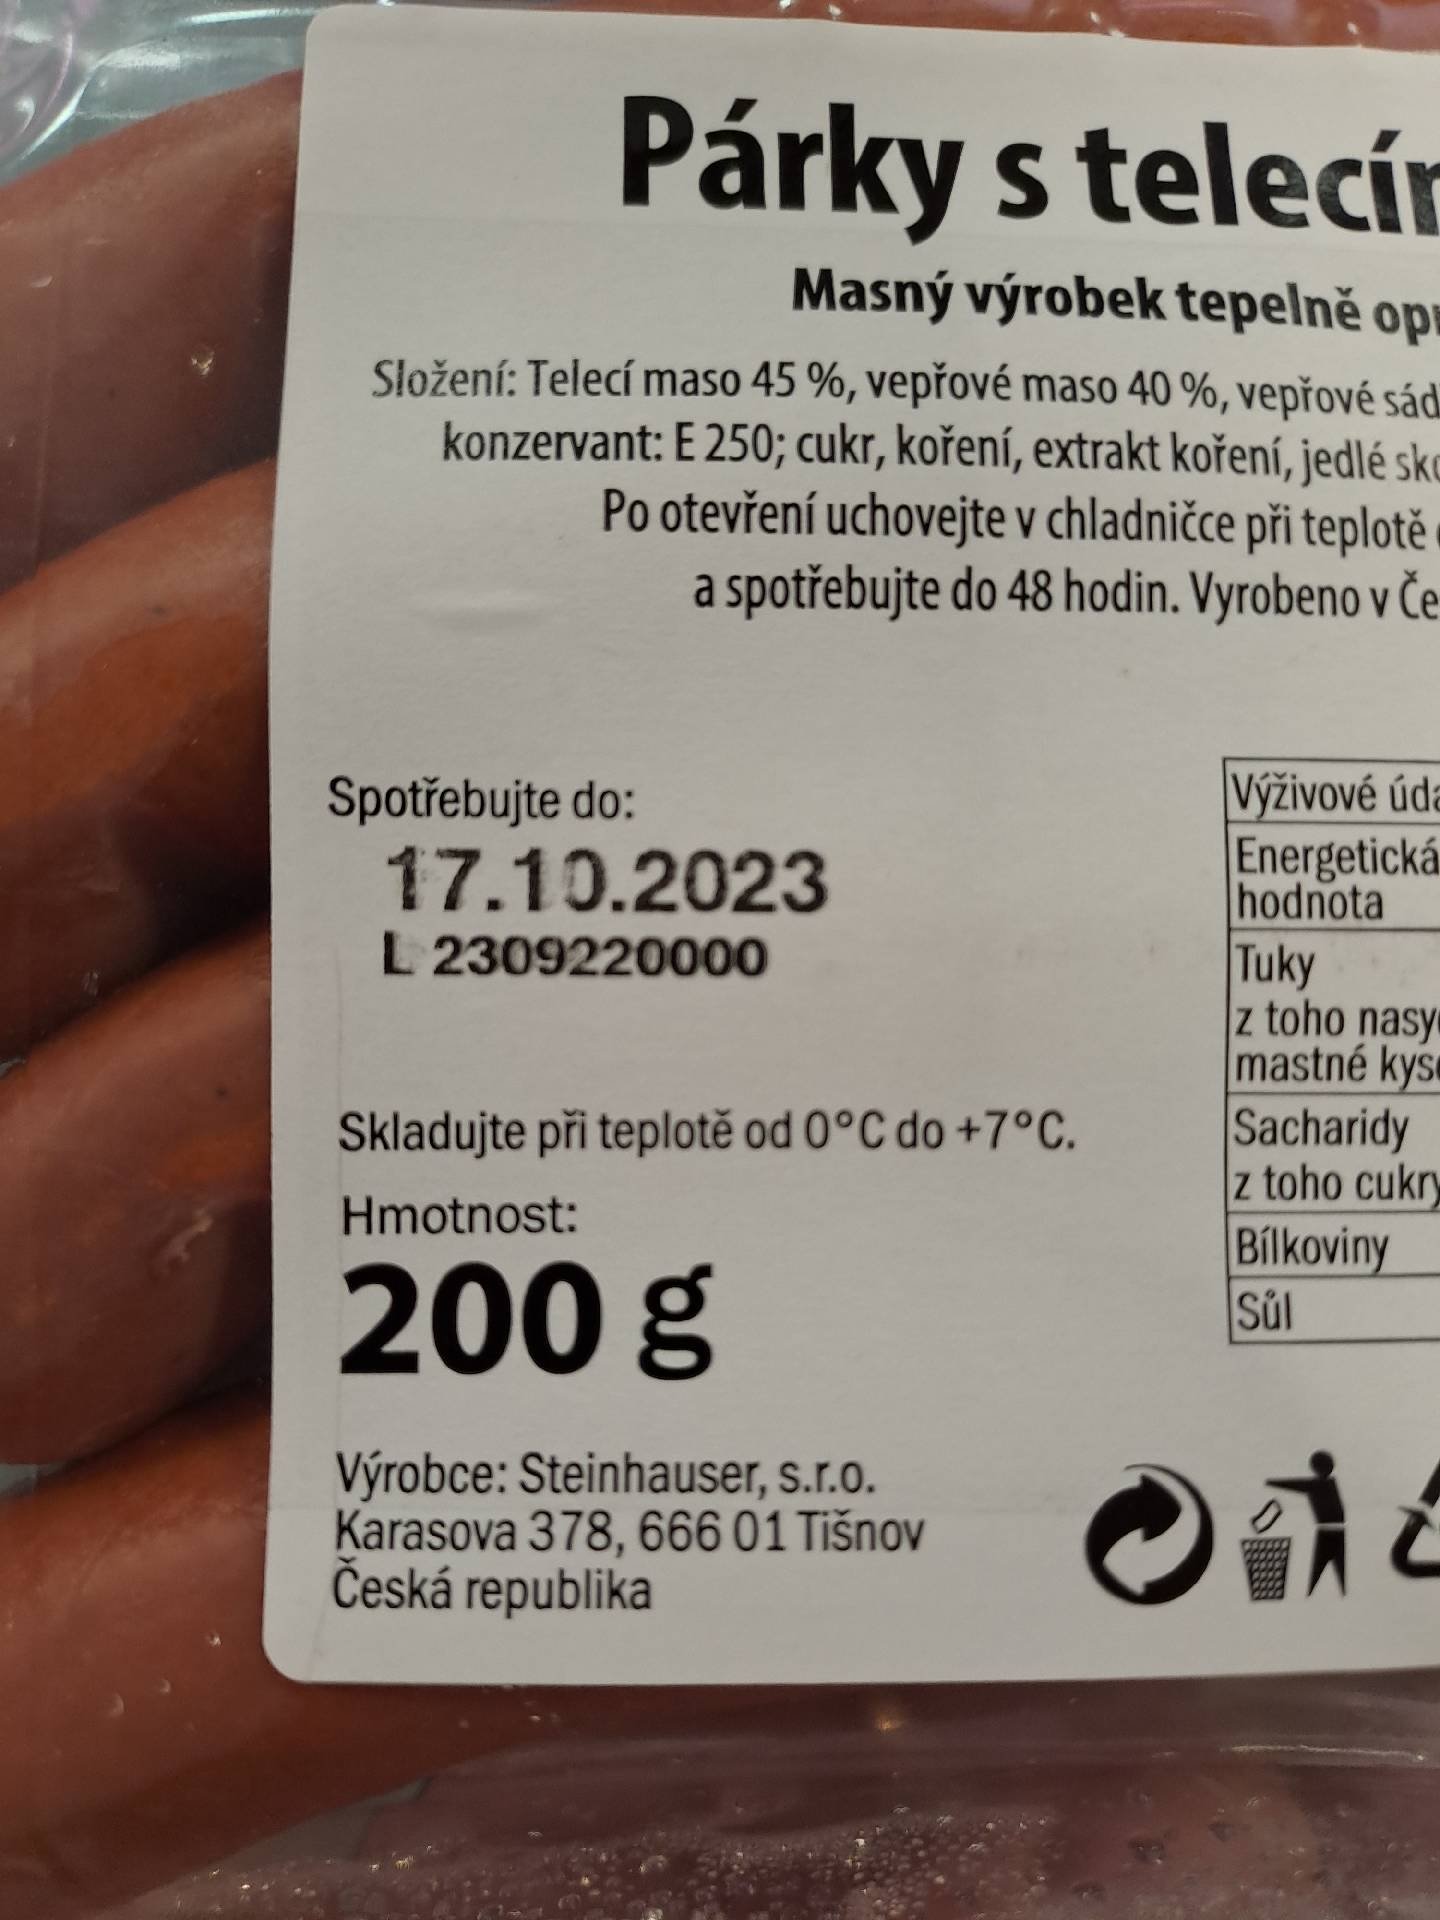 Párky s telecí
Masný výrobek tepelně
Složení: Telecí maso 45 %, vepřové maso 40 %, vepřové sád
konzervant: E 250; cukr, koření, extrakt koření, jedlé
Po otevření uchovejte v chladničce při teplotě
a spotřebujte do 48 hodin. Vyrobeno v Če
Spotřebujte do:
17.10.2023
L 2309220000
Skladujte při teplotě od 0°C do +7°C.
Hmotnost:
200 g
Výrobce: Steinhauser, s.r.o.
Karasova 378, 666 01 Tišnov
Česká republika
Výživové úda
Energetická
hodnota
Tuky
z toho nasy
mastné kys
Sacharidy
z toho cukry
Bílkoviny
Sůl